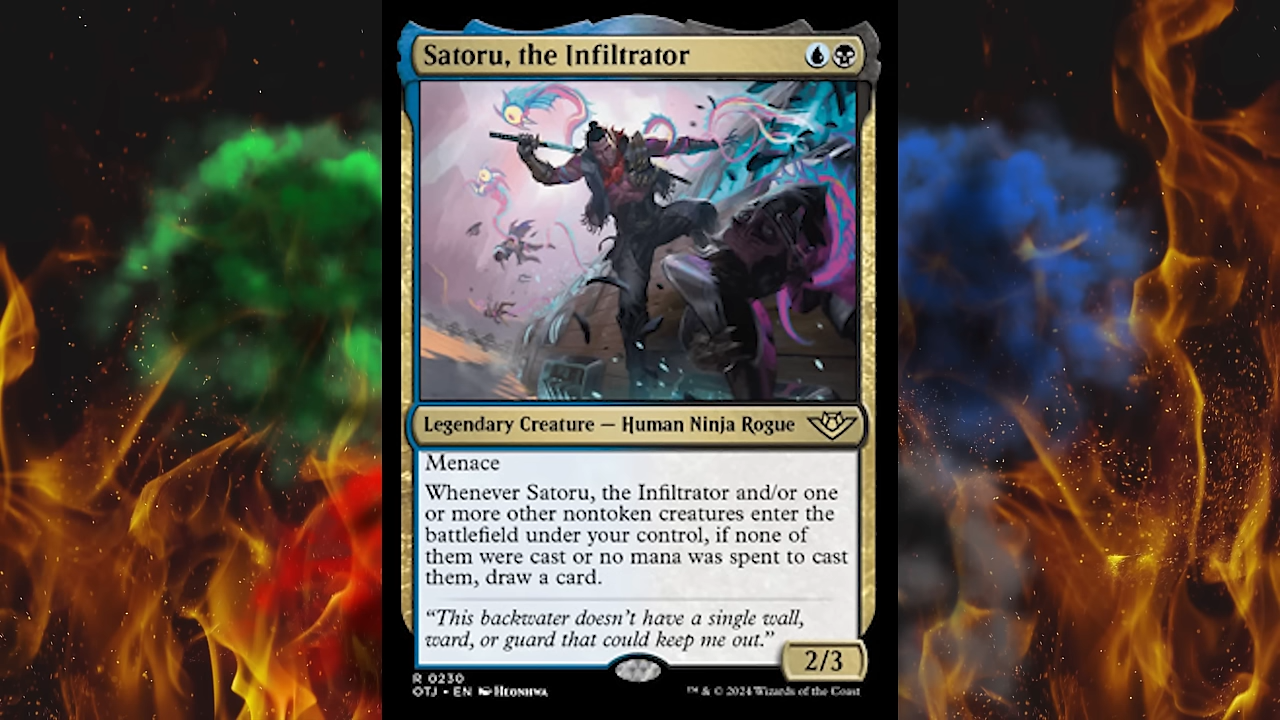 Satoru, the Infiltrator
Legendary Creature — Human Ninja Rogue
Menace
Whenever Satoru, the Infiltrator and/or one
or more other nontoken creatures enter the
battlefield under your control, if none of
them were cast or no mana was spent to cast
them, draw a card.
“This backwater doesn’t have a single wall,
ward, or guard that could keep me out.”
2/3
R 0230
OTJ • EN Heonhwa
™ & © 2024 Wizards of the Coast